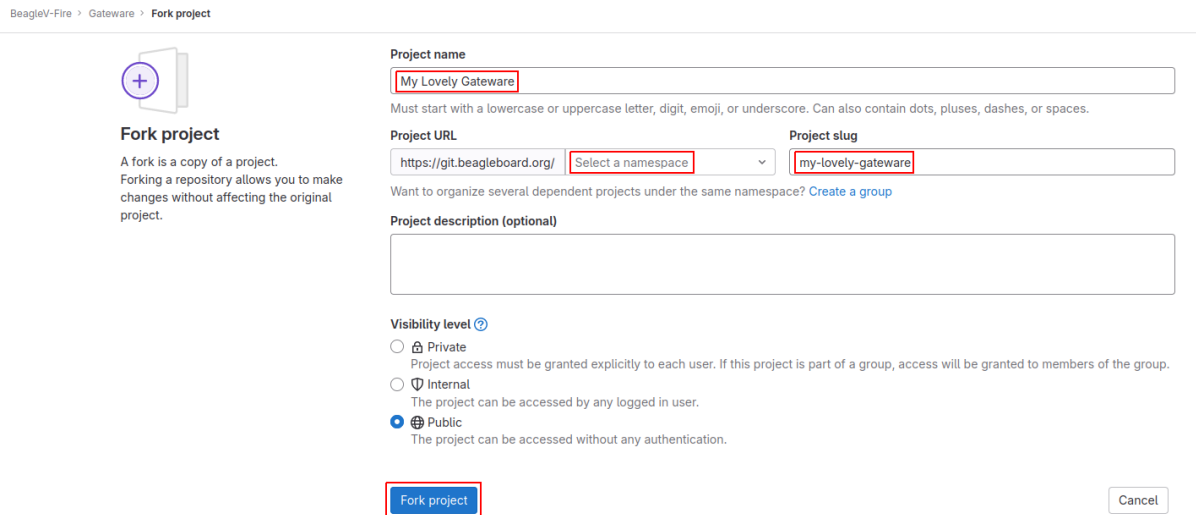 BeagleV-Fire > Gateware > Fork project
Fork project
A fork is a copy of a project.
Forking a repository allows you to make
changes without affecting the original
project.
Project name
My Lovely Gateware
Must start with a lowercase or uppercase letter, digit, emoji, or underscore. Can also contain dots, pluses, dashes, or spaces.
Project URL
Project slug
https://git.beagleboard.org/
Select a namespace
my-lovely-gateware
Want to organize several dependent projects under the same namespace? Create a group
Project description (optional)
Visibility level
Private
Project access must be granted explicitly to each user. If this project is part of a group, access will be granted to members of the group.
Internal
The project can be accessed by any logged in user.
Public
The project can be accessed without any authentication.
Fork project
Cancel